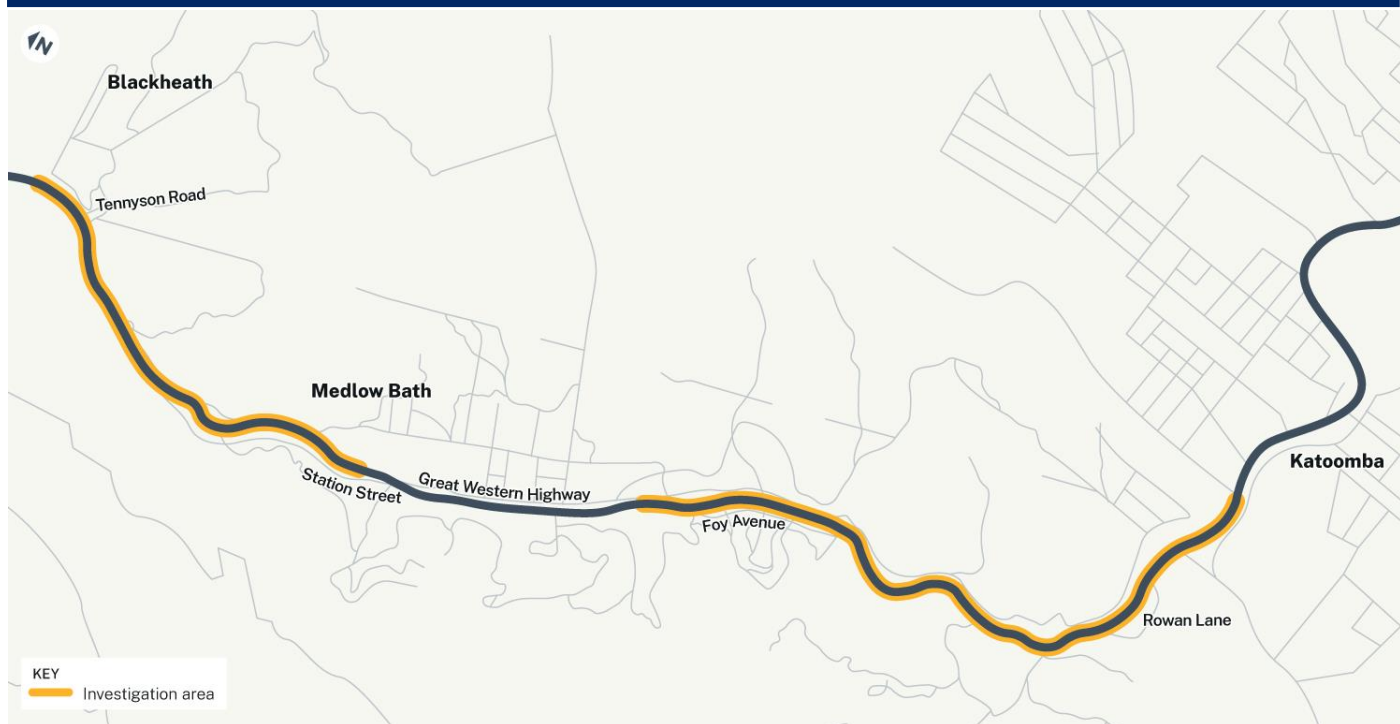 N
Blackheath
Tennyson Road
Medlow Bath
Station Street
Great Western Highway
Foy Avenue
Katoomba
Rowan Lane
KEY
Investigation area